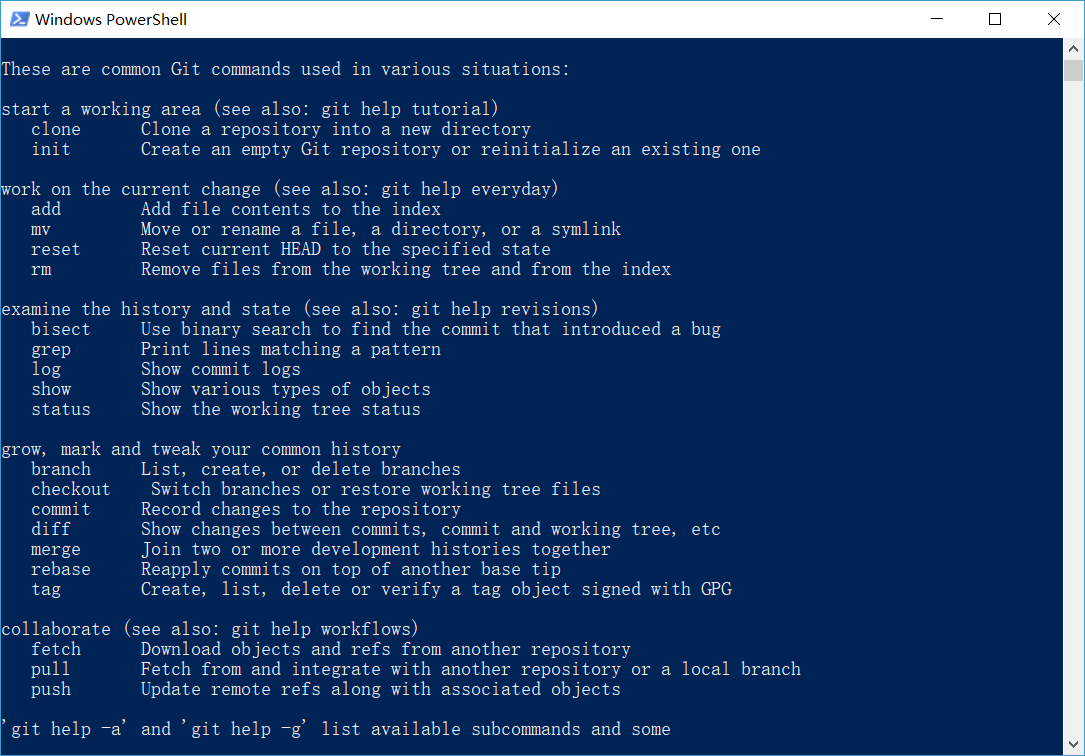 Windows PowerShell
These are common Git commands used in various situations:
start a working area (see also: git help tutorial)
clone Clone a repository into a new directory
init Create an empty Git repository or reinitialize an existing one
work on the current change (see also: git help everyday)
add Add file contents to the index
mv Move or rename a file, a directory, or a symlink
reset Reset current HEAD to the specified state
rm Remove files from the working tree and from the index
examine the history and state (see also: git help revisions)
bisect Use binary search to find the commit that introduced a bug
grep Print lines matching a pattern
log Show commit logs
show Show various types of objects
status Show the working tree status
grow, mark and tweak your common history
branch List, create, or delete branches
checkout Switch branches or restore working tree files
commit Record changes to the repository
diff Show changes between commits, commit and working tree, etc
merge Join two or more development histories together
rebase Reapply commits on top of another base tip
tag Create, list, delete or verify a tag object signed with GPG
collaborate (see also: git help workflows)
fetch Download objects and refs from another repository
pull Fetch from and integrate with another repository or a local branch
push Update remote refs along with associated objects
'git help -a' and 'git help -g' list available subcommands and some